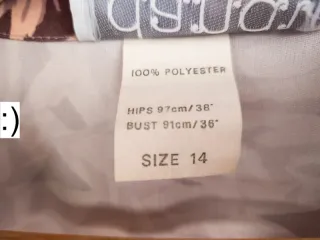 100% POLYESTER
HIPS 97cm/38"
BUST 91cm/36"
SIZE 14
:)